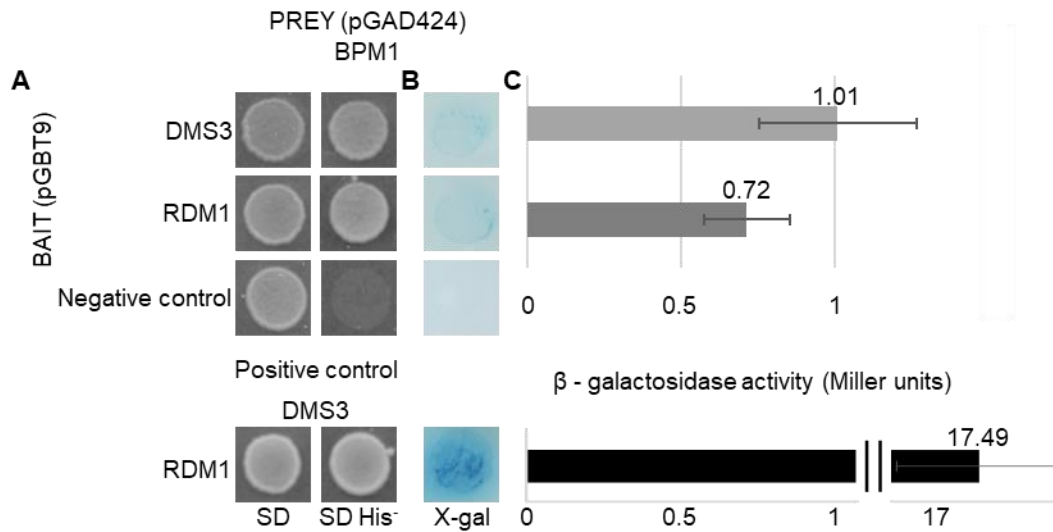 PREY (pGAD424)
BPM1
A
B
C
BAIT (pGBT9)
DMS3
1.01
RDM1
0.72
Negative control
0 0.5 1
Positive control
β - galactosidase activity (Miller units)
DMS3
RDM1
17.49
SD SD His⁻ X-gal
0 0.5 1 17